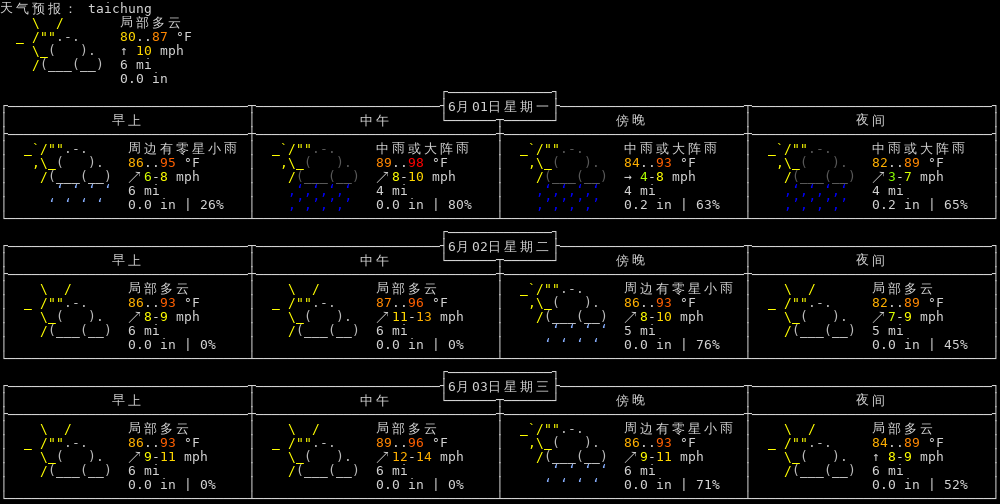 天气预报： taichung
局部多云
80..87 °F
↑ 10 mph
6 mi
0.0 in
6月01日星期一
早上 中午 傍晚 夜间
周边有零星小雨 中雨或大阵雨 中雨或大阵雨 中雨或大阵雨
86..95 °F 89..98 °F 84..93 °F 82..89 °F
↗ 6-8 mph ↗ 8-10 mph → 4-8 mph ↗ 3-7 mph
6 mi 4 mi 4 mi 4 mi
0.0 in | 26% 0.0 in | 80% 0.2 in | 63% 0.2 in | 65%
6月02日星期二
早上 中午 傍晚 夜间
局部多云 局部多云 周边有零星小雨 局部多云
86..93 °F 87..96 °F 86..93 °F 82..89 °F
↗ 8-9 mph ↗ 11-13 mph ↗ 8-10 mph ↗ 7-9 mph
6 mi 6 mi 5 mi 5 mi
0.0 in | 0% 0.0 in | 0% 0.0 in | 76% 0.0 in | 45%
6月03日星期三
早上 中午 傍晚 夜间
局部多云 局部多云 周边有零星小雨 局部多云
86..93 °F 89..96 °F 86..93 °F 84..89 °F
↗ 9-11 mph ↗ 12-14 mph ↗ 9-11 mph ↑ 8-9 mph
6 mi 6 mi 6 mi 6 mi
0.0 in | 0% 0.0 in | 0% 0.0 in | 71% 0.0 in | 52%